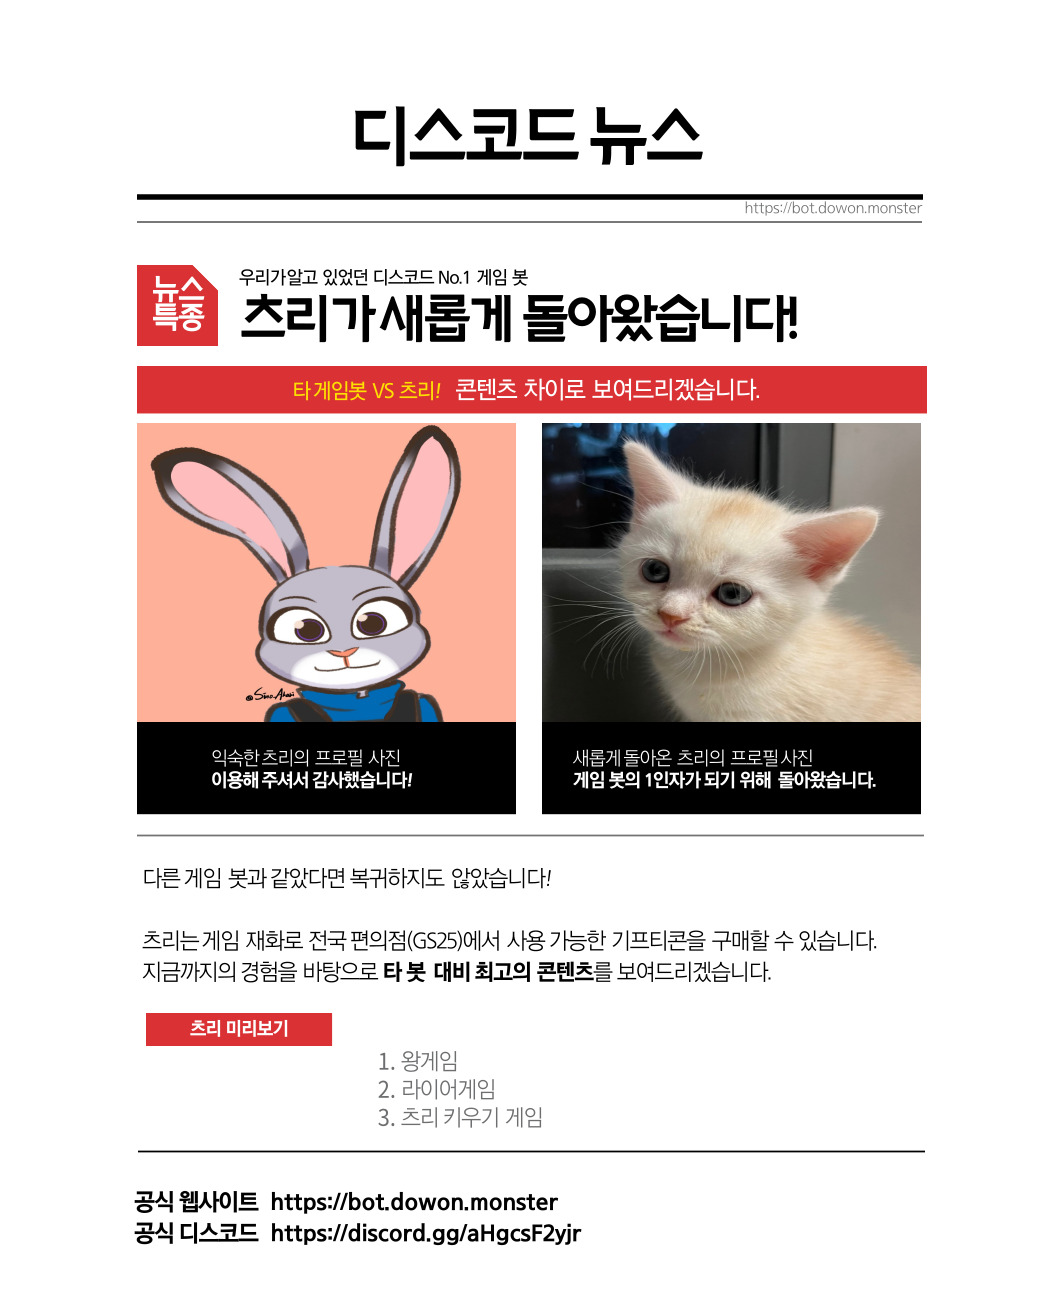 디스코드 뉴스
https://bot.dowon.monster
뉴스
특종
우리가 알고 있었던 디스코드 No.1 게임 봇
츠리가 새롭게 돌아왔습니다!
타 게임봇 VS 츠리! 콘텐츠 차이로 보여드리겠습니다.
@Sino.Ahavi
익숙한 츠리의 프로필 사진
이용해 주셔서 감사했습니다!
새롭게 돌아온 츠리의 프로필 사진
게임 봇의 1인자가 되기 위해 돌아왔습니다.
다른 게임 봇과 같았다면 복귀하지도 않았습니다!
츠리는 게임 재화로 전국 편의점(GS25)에서 사용 가능한 기프티콘을 구매할 수 있습니다.
지금까지의 경험을 바탕으로 타 봇 대비 최고의 콘텐츠를 보여드리겠습니다.
츠리 미리보기
1. 왕게임
2. 라이어게임
3. 츠리 키우기 게임
공식 웹사이트 https://bot.dowon.monster
공식 디스코드 https://discord.gg/aHgcsF2yjr